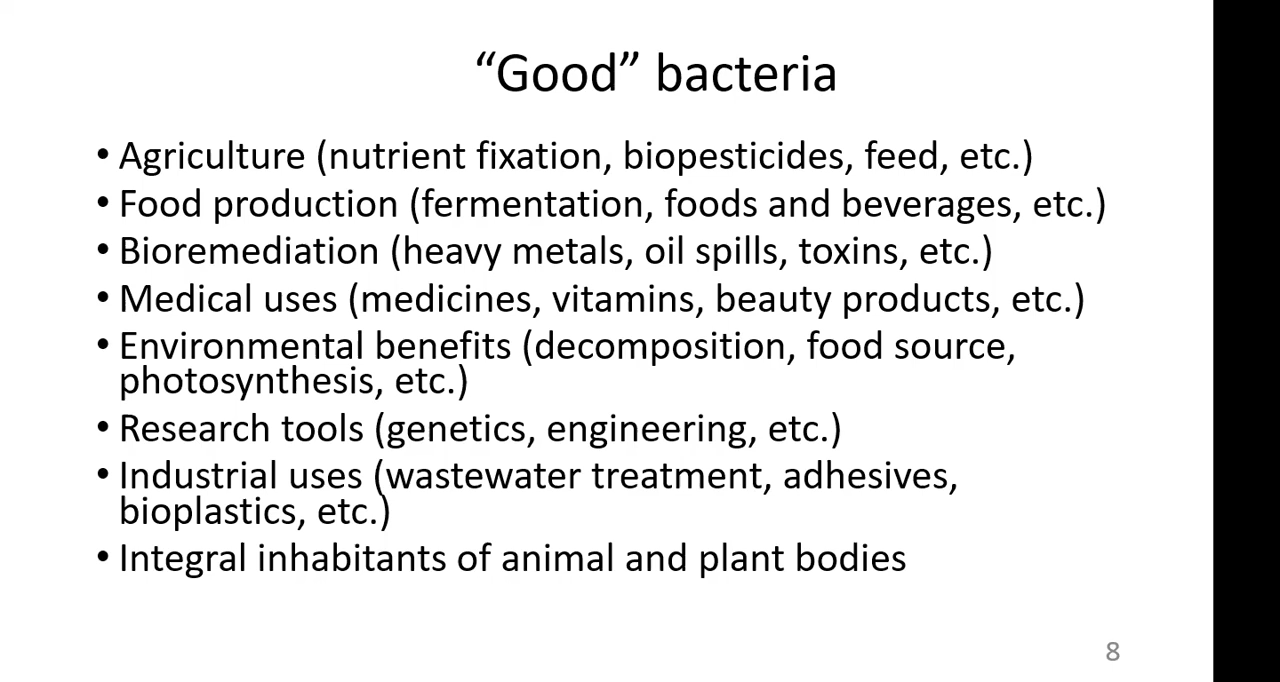 “Good” bacteria
• Agriculture (nutrient fixation, biopesticides, feed, etc.)
• Food production (fermentation, foods and beverages, etc.)
• Bioremediation (heavy metals, oil spills, toxins, etc.)
• Medical uses (medicines, vitamins, beauty products, etc.)
• Environmental benefits (decomposition, food source,
photosynthesis, etc.)
• Research tools (genetics, engineering, etc.)
• Industrial uses (wastewater treatment, adhesives,
bioplastics, etc.)
• Integral inhabitants of animal and plant bodies
8